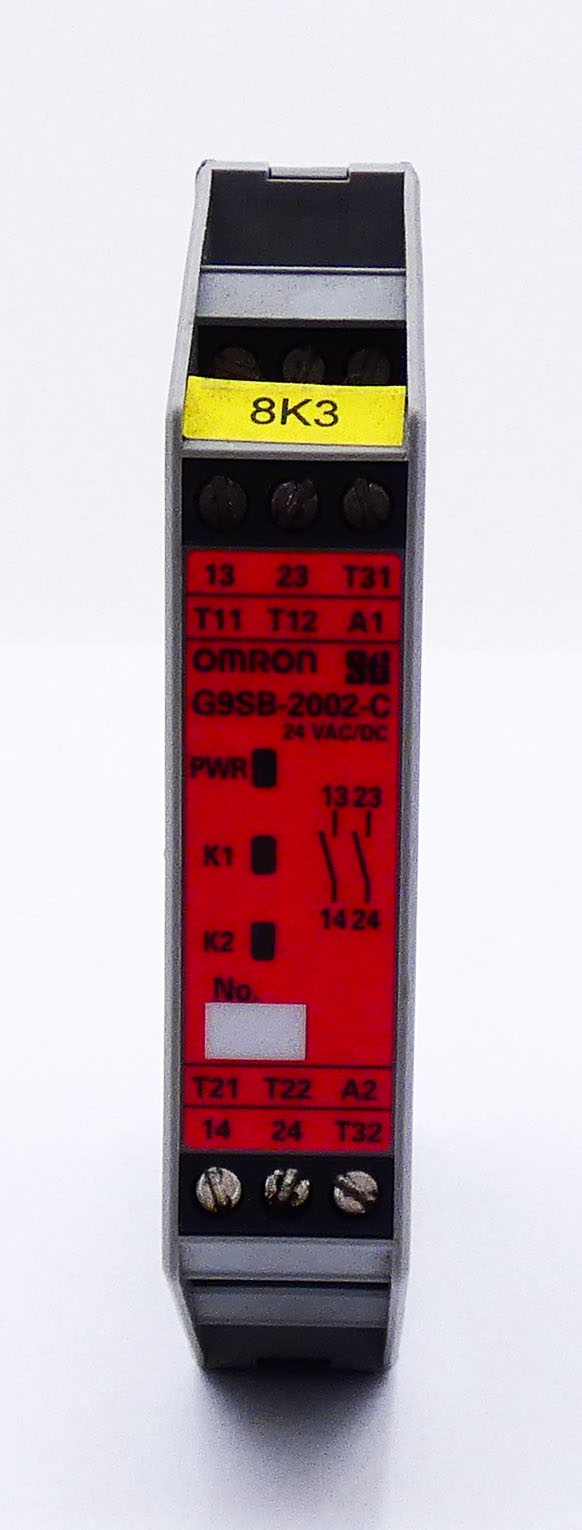 8K3
13 23 T31
T11 T12 A1
OMRON STI
G9SB-2002-C
24 VAC/DC
PWR
13 23
K1
14 24
K2
No.
T21 T22 A2
14 24 T32